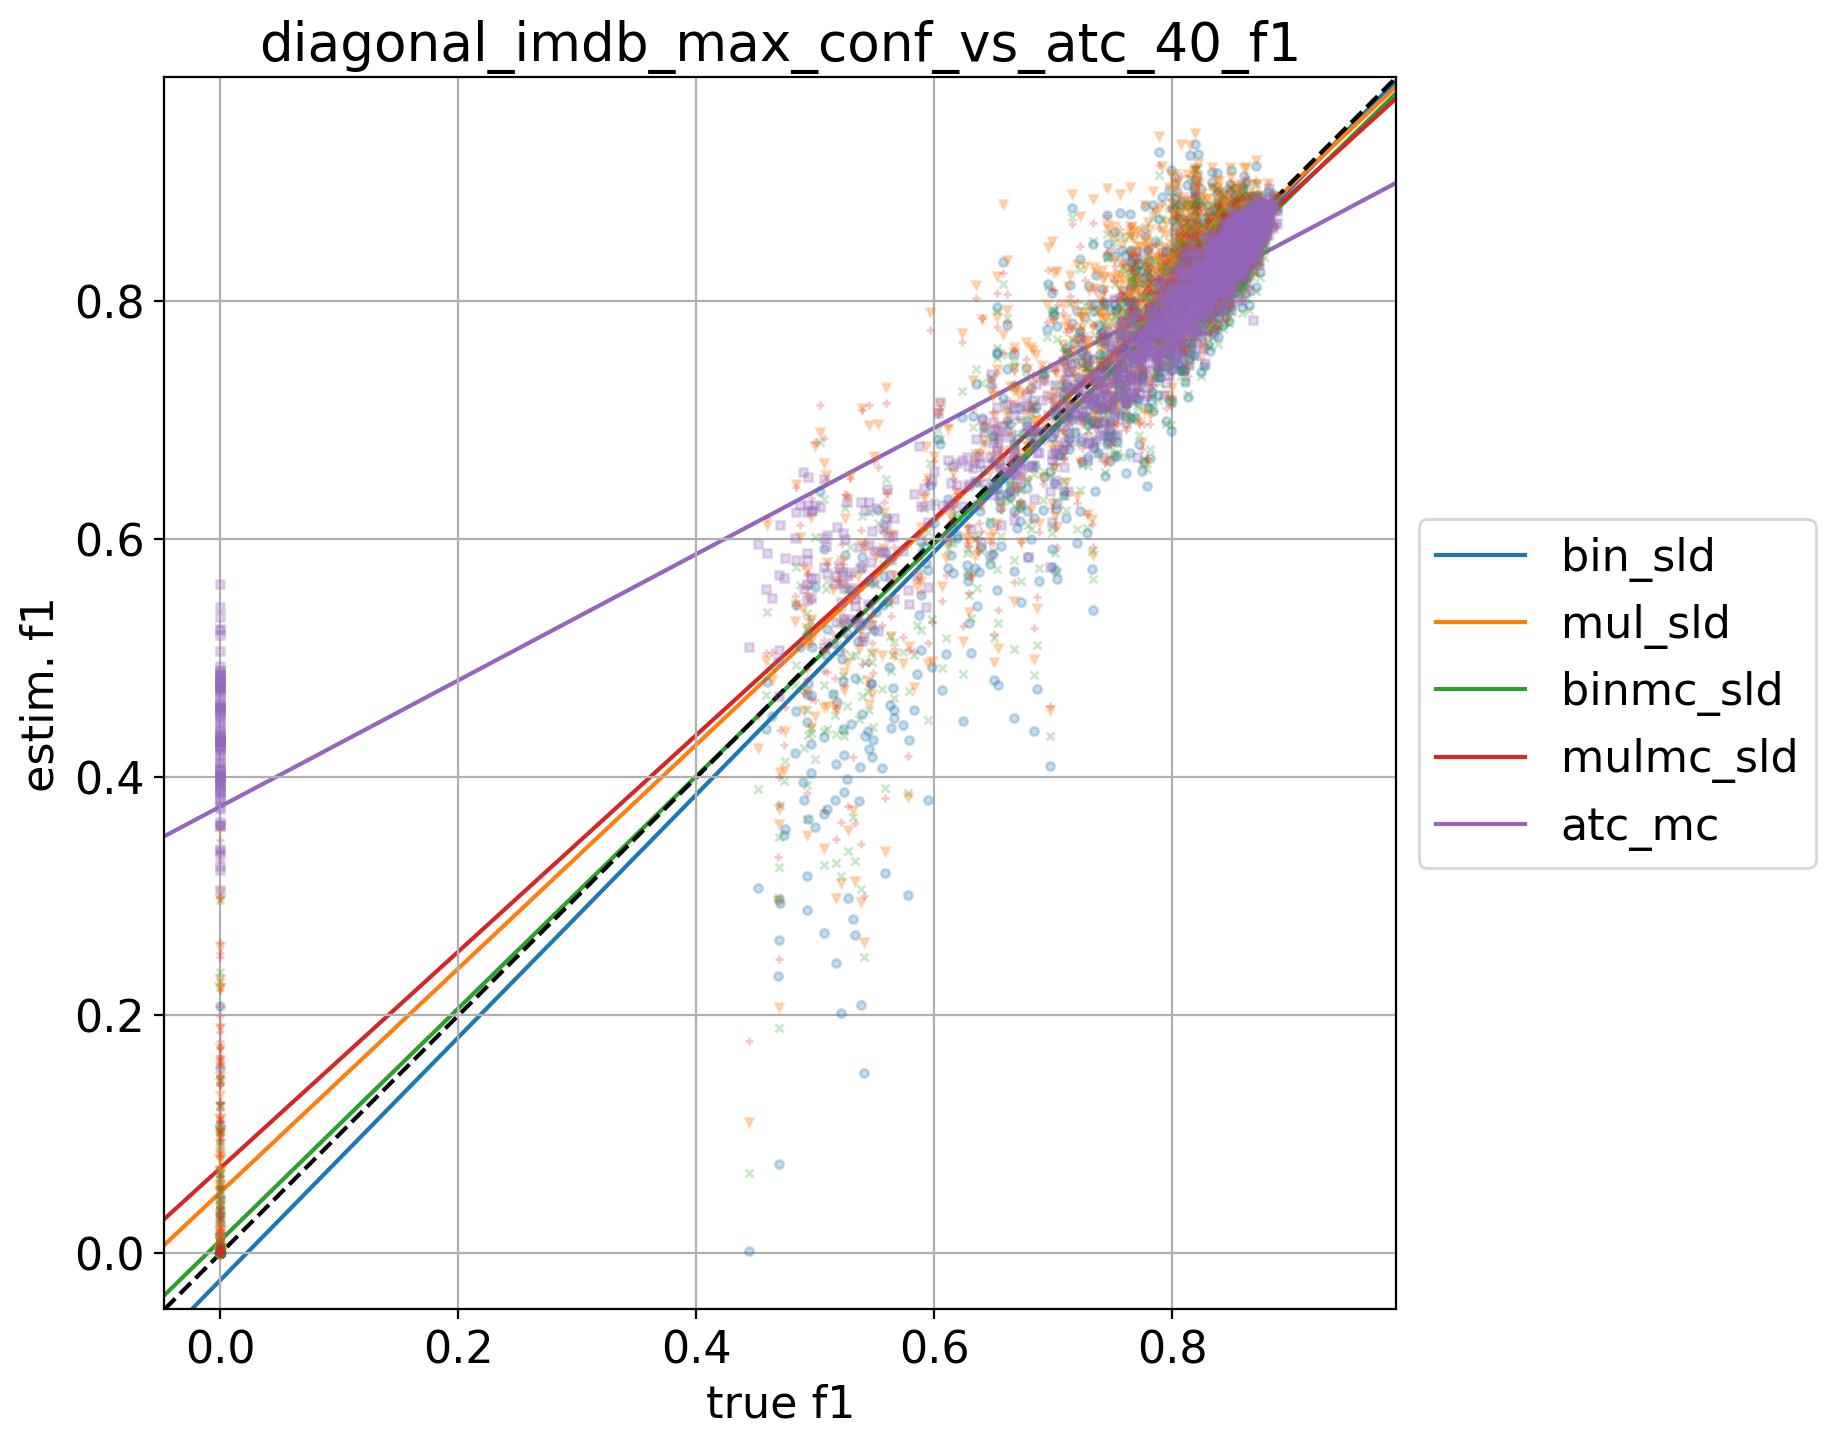 diagonal_imdb_max_conf_vs_atc_40_f1
estim. f1
0.8
0.6
0.4
0.2
0.0
0.0 0.2 0.4 0.6 0.8
true f1
bin_sld
mul_sld
binmc_sld
mulmc_sld
atc_mc